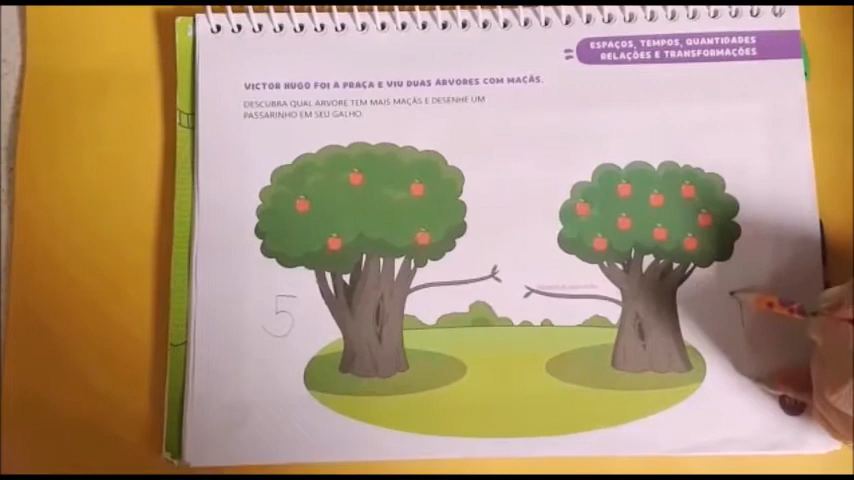 ESPAÇOS, TEMPOS, QUANTIDADES
RELAÇÕES E TRANSFORMAÇÕES
VICTOR HUGO FOI À PRAÇA E VIU DUAS ÁRVORES COM MAÇÃS.
DESCUBRA QUAL ÁRVORE TEM MAIS MAÇÃS E DESENHE UM
PASSARINHO EM SEU GALHO
5